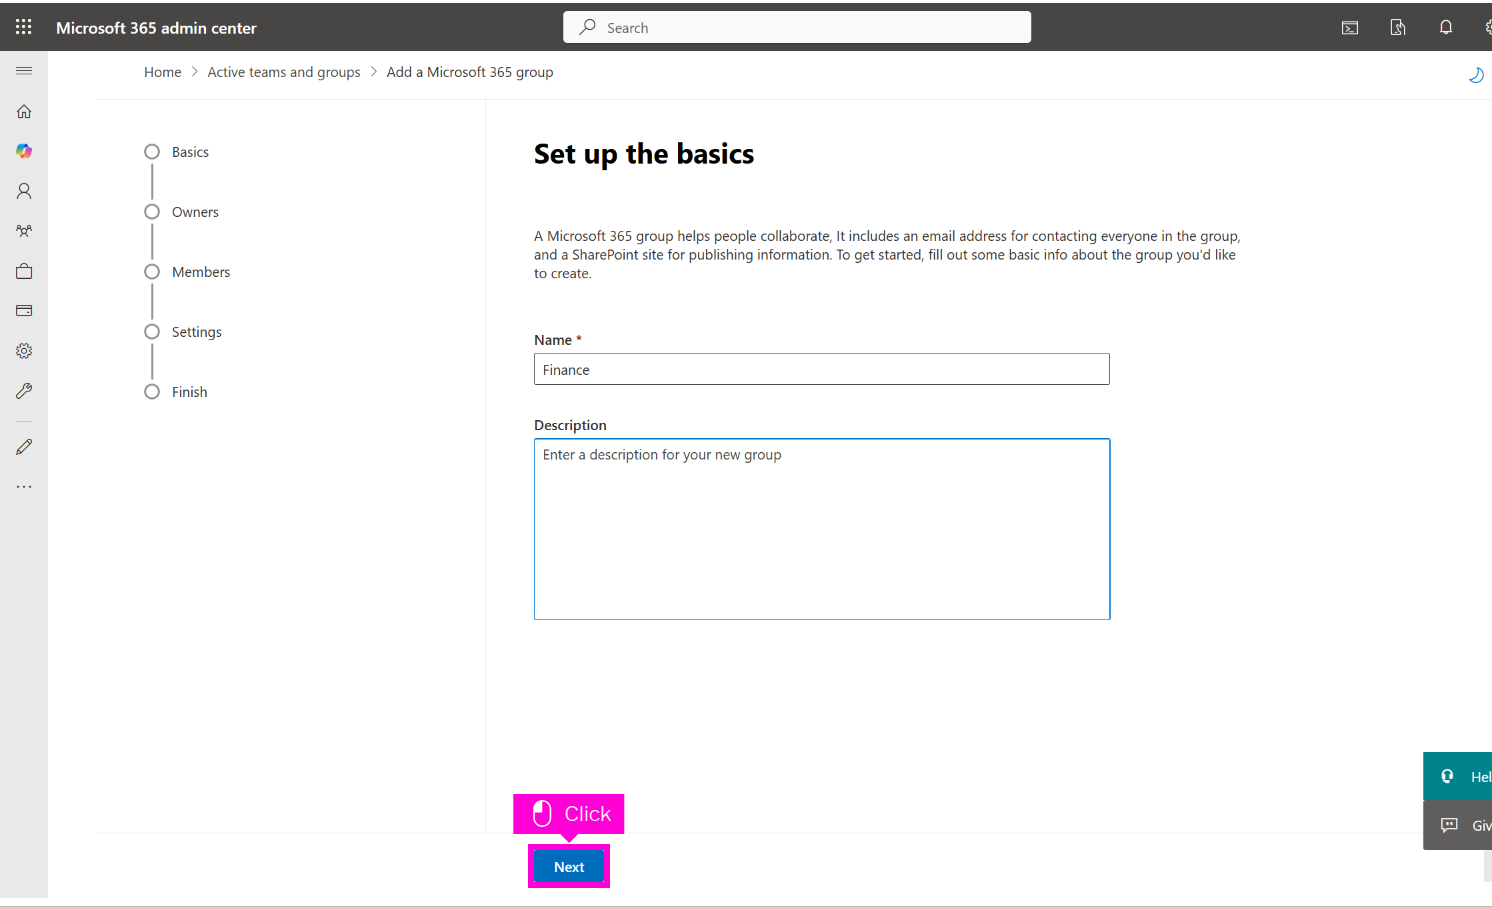 Microsoft 365 admin center
Search
Home > Active teams and groups > Add a Microsoft 365 group
Basics
Owners
Members
Settings
Finish
Set up the basics
A Microsoft 365 group helps people collaborate, It includes an email address for contacting everyone in the group,
and a SharePoint site for publishing information. To get started, fill out some basic info about the group you'd like
to create.
Name *
Finance
Description
Enter a description for your new group
Hel
Giv
Click
Next